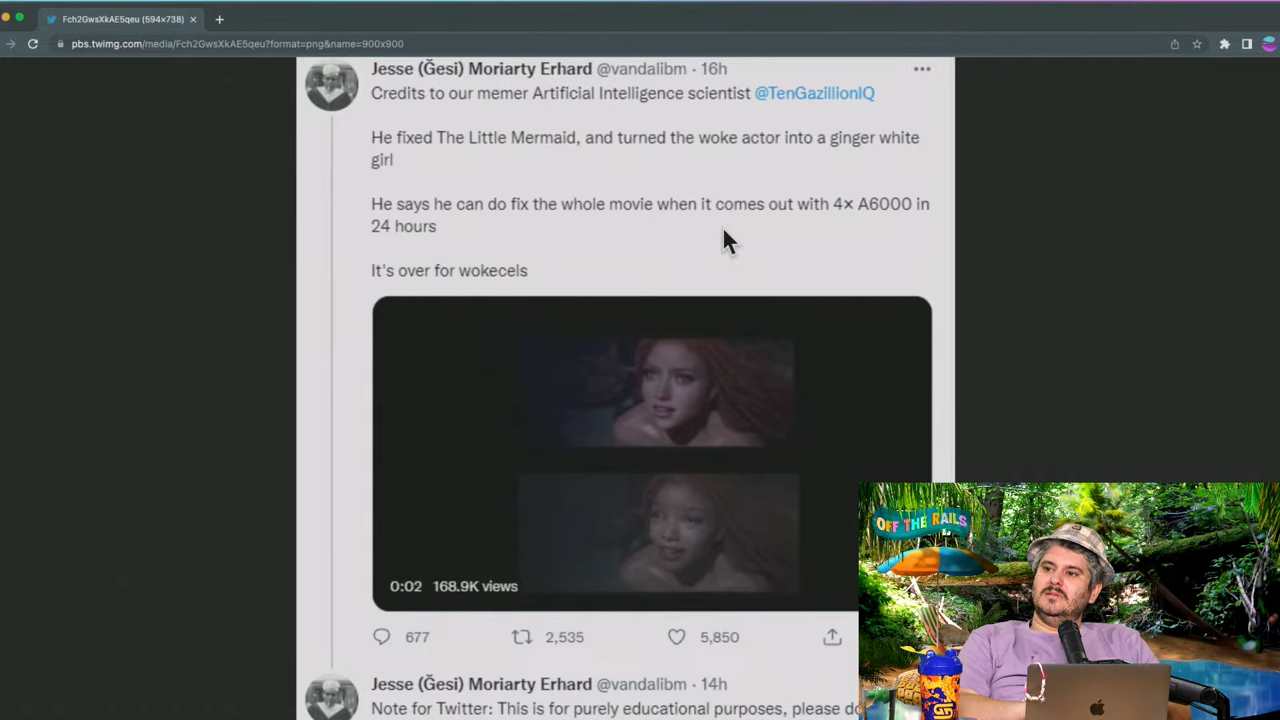 Fch2GwsXkAE5qeu (594×738)
pbs.twimg.com/media/Fch2GwsXkAE5qeu?format=png&name=900x900
Jesse (Ğesi) Moriarty Erhard @vandalibm · 16h
Credits to our memer Artificial Intelligence scientist @TenGazillionIQ
He fixed The Little Mermaid, and turned the woke actor into a ginger white
girl
He says he can do fix the whole movie when it comes out with 4× A6000 in
24 hours
It's over for wokecels
0:02 168.9K views
677 2,535 5,850
OFF THE RAILS
Jesse (Ğesi) Moriarty Erhard @vandalibm · 14h
Note for Twitter: This is for purely educational purposes, please do